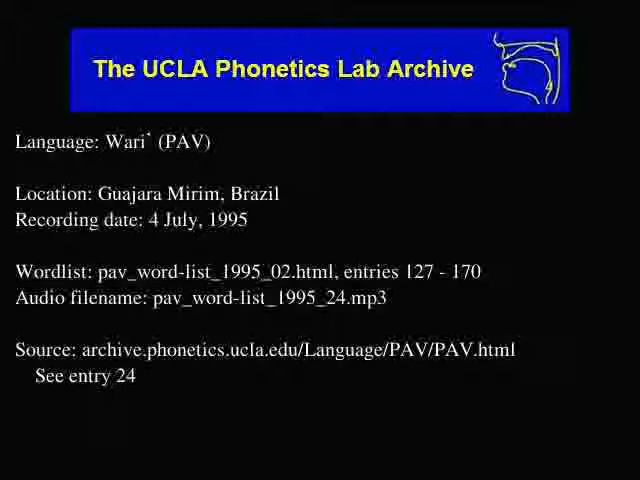 The UCLA Phonetics Lab Archive
Language: Wari` (PAV)
Location: Guajara Mirim, Brazil
Recording date: 4 July, 1995
Wordlist: pav_word-list_1995_02.html, entries 127 - 170
Audio filename: pav_word-list_1995_24.mp3
Source: archive.phonetics.ucla.edu/Language/PAV/PAV.html
See entry 24